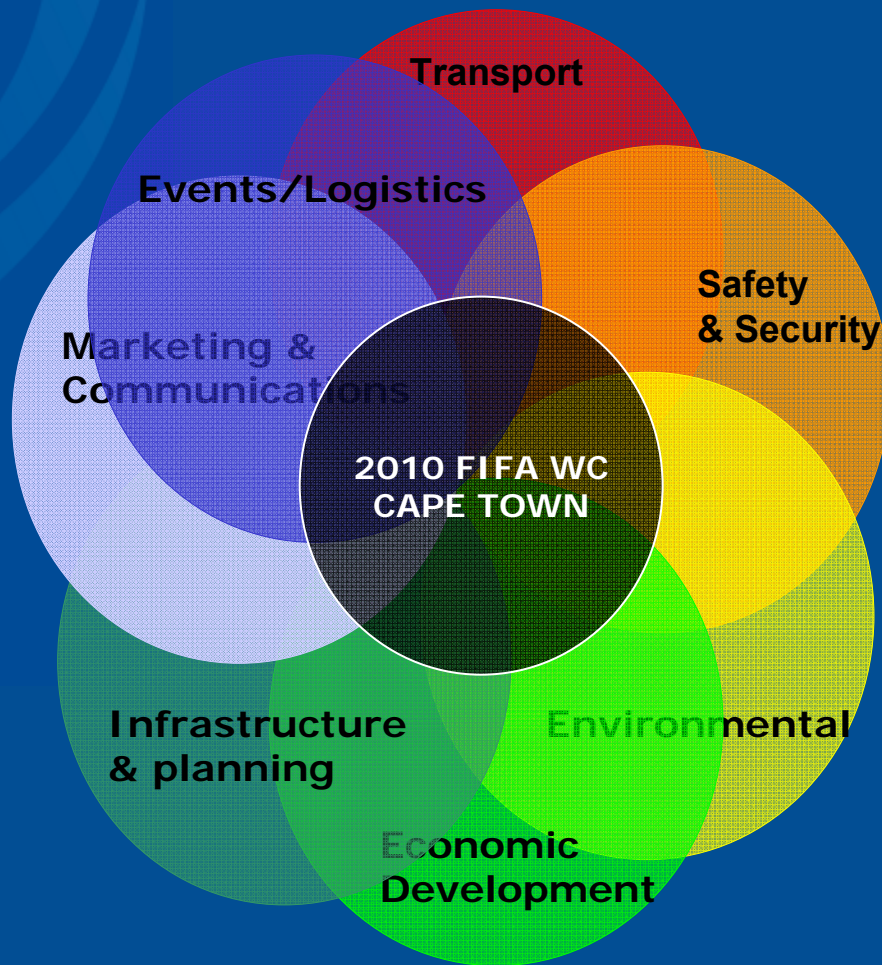 Transport
Events/Logistics
Safety
& Security
Marketing &
Communications
2010 FIFA WC
CAPE TOWN
Infrastructure
& planning
Environmental
Economic
Development